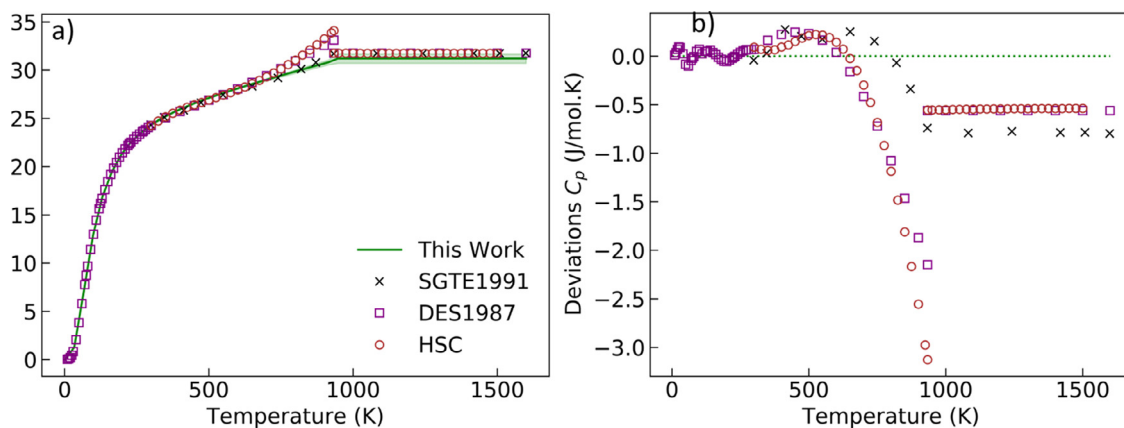 a)
35
30
25
20
15
10
5
0
This Work
SGTE1991
DES1987
HSC
0 500 1000 1500
Temperature (K)
b)
Deviations Cp (J/mol.K)
0.0
−0.5
−1.0
−1.5
−2.0
−2.5
−3.0
0 500 1000 1500
Temperature (K)